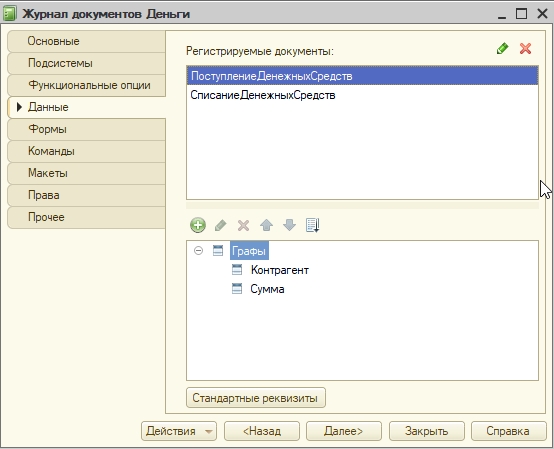 Журнал документов Деньги
Основные
Подсистемы
Функциональные опции
Данные
Формы
Команды
Макеты
Права
Прочее
Регистрируемые документы:
ПоступлениеДенежныхСредств
СписаниеДенежныхСредств
Графы
Контрагент
Сумма
Стандартные реквизиты
Действия
<Назад
Далее>
Закрыть
Справка